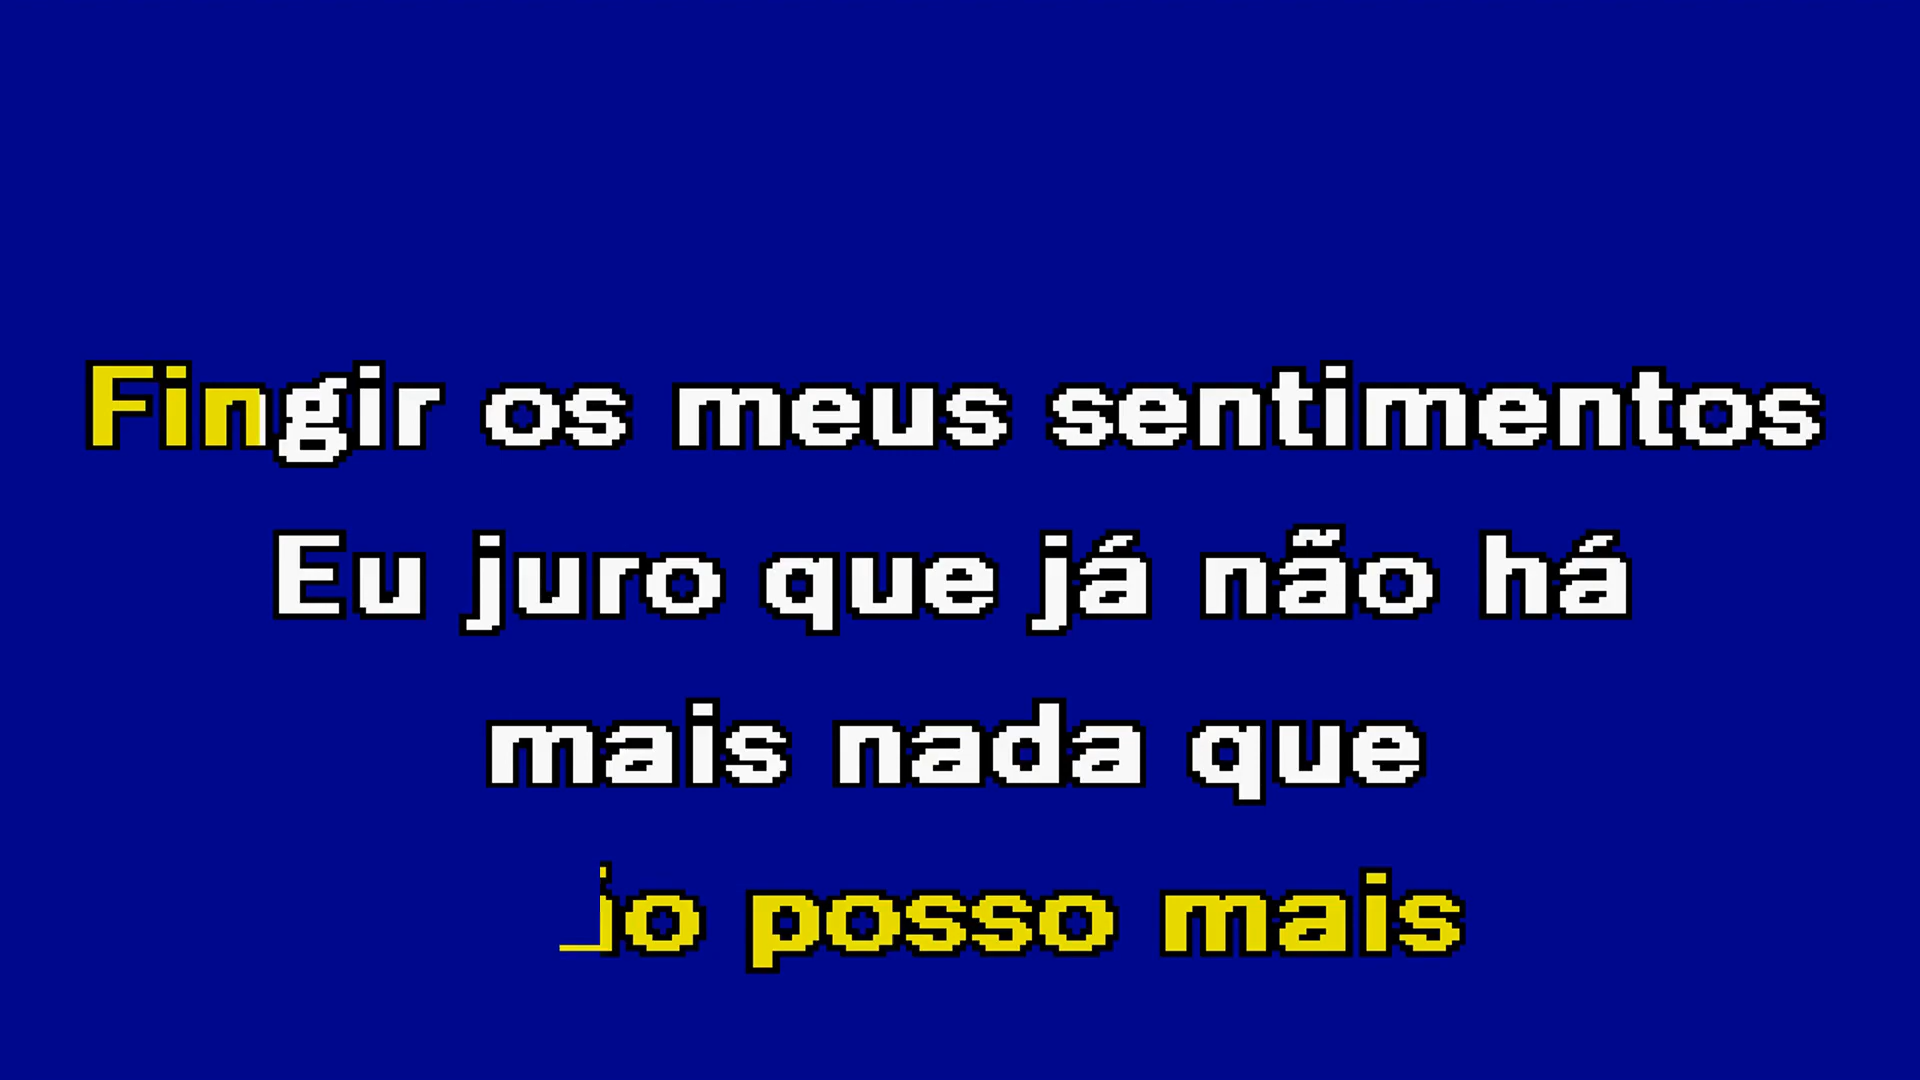 Fingir os meus sentimentos
Eu juro que já não há
mais nada que
posso mais